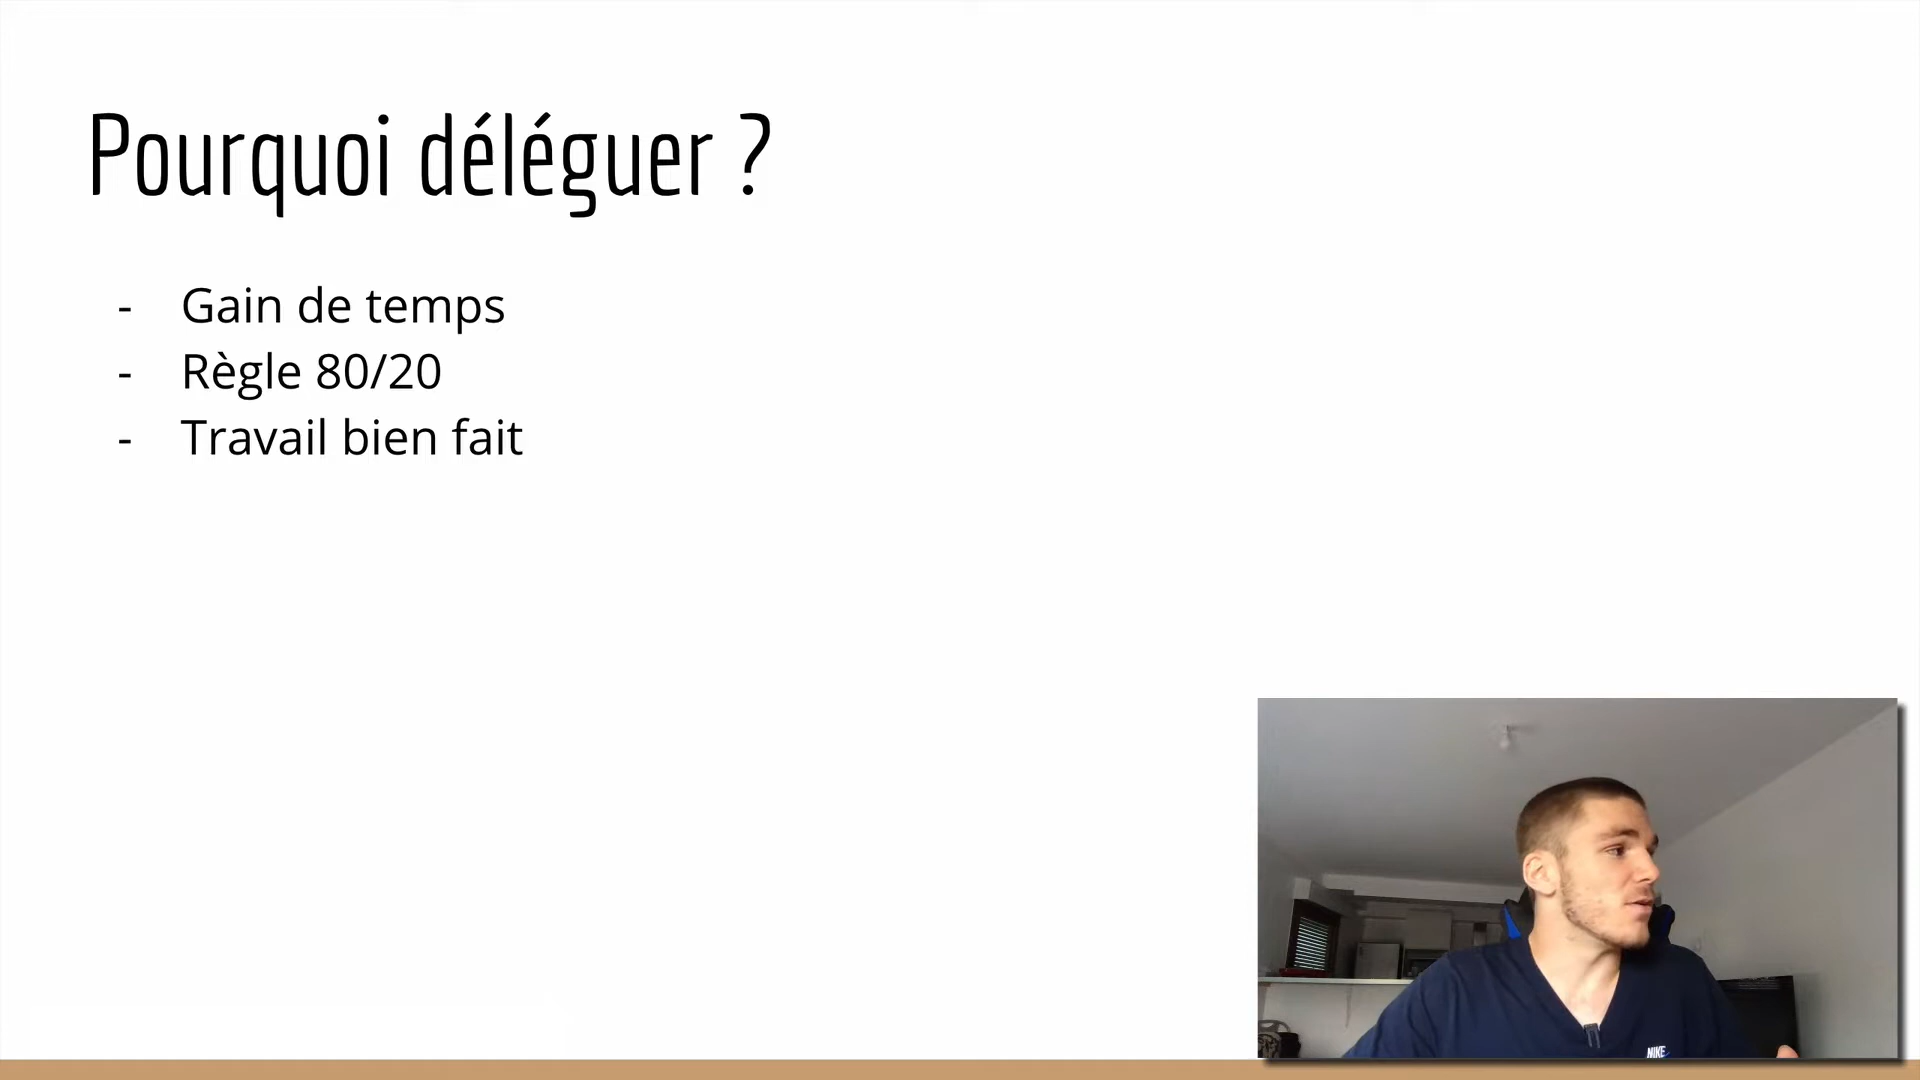 Pourquoi déléguer ?
- Gain de temps
- Règle 80/20
- Travail bien fait
NIKE